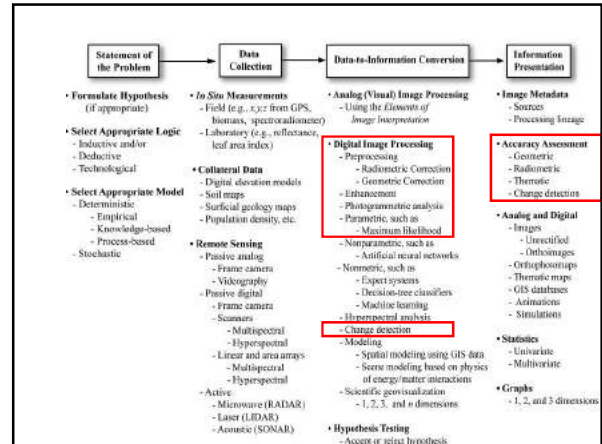 Statement of
the Problem
Data
Collection
Data-to-Information Conversion
Information
Presentation
• Formulate Hypothesis
(if appropriate)
• Select Appropriate Logic
- Inductive and/or
- Deductive
- Technological
• Select Appropriate Model
- Deterministic
- Empirical
- Knowledge-based
- Process-based
- Stochastic
• In Situ Measurements
- Field (e.g., x,y,z from GPS,
biomass, spectroradiometer)
- Laboratory (e.g., reflectance,
leaf area index)
• Collateral Data
- Digital elevation models
- Soil maps
- Surficial geology maps
- Population density, etc.
• Remote Sensing
- Passive analog
- Frame camera
- Videography
- Passive digital
- Frame camera
- Scanners
- Multispectral
- Hyperspectral
- Linear and area arrays
- Multispectral
- Hyperspectral
- Active
- Microwave (RADAR)
- Laser (LIDAR)
- Acoustic (SONAR)
• Analog (Visual) Image Processing
- Using the Elements of
Image Interpretation
• Digital Image Processing
- Preprocessing
- Radiometric Correction
- Geometric Correction
- Enhancement
- Photogrammetric analysis
- Parametric, such as
- Maximum likelihood
- Nonparametric, such as
- Artificial neural networks
- Nonmetric, such as
- Expert systems
- Decision-tree classifiers
- Machine learning
- Hyperspectral analysis
- Change detection
- Modeling
- Spatial modeling using GIS data
- Scene modeling based on physics
of energy/matter interactions
- Scientific geovisualization
- 1, 2, 3, and n dimensions
• Hypothesis Testing
- Accept or reject hypothesis
• Image Metadata
- Sources
- Processing lineage
• Accuracy Assessment
- Geometric
- Radiometric
- Thematic
- Change detection
• Analog and Digital
- Images
- Unrectified
- Orthoimages
- Orthophotomaps
- Thematic maps
- GIS databases
- Animations
- Simulations
• Statistics
- Univariate
- Multivariate
• Graphs
- 1, 2, and 3 dimensions